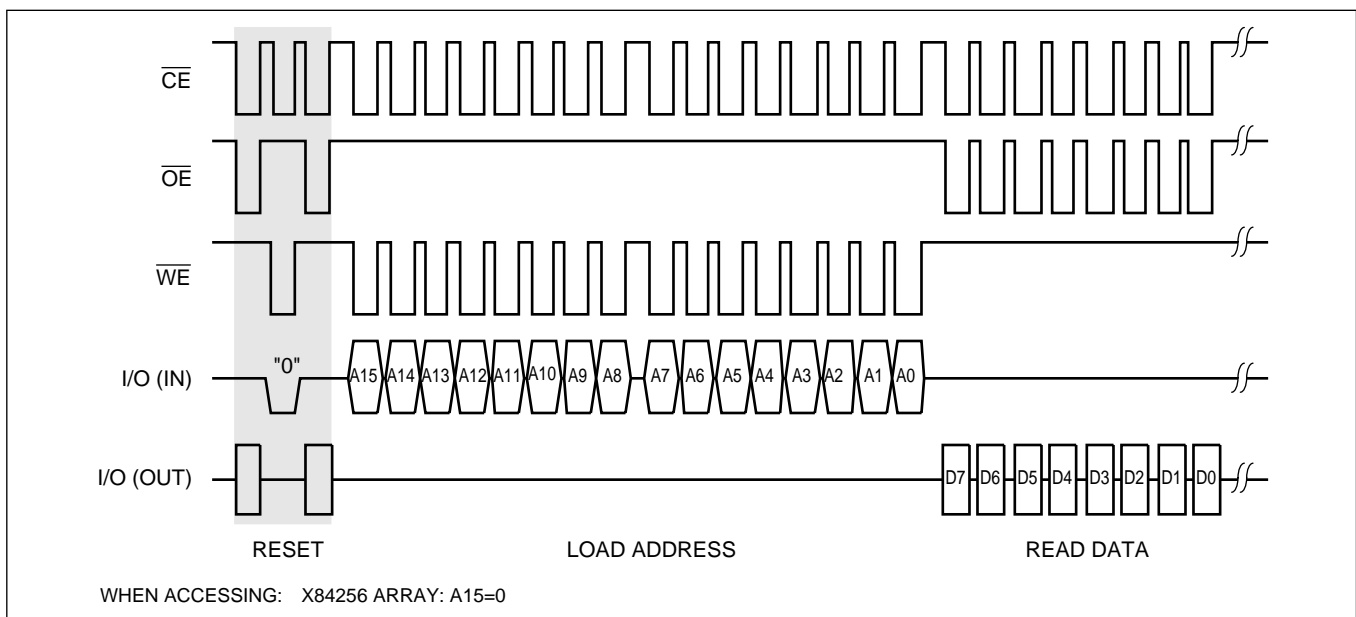 CE
OE
WE
I/O (IN) "0" A15 A14 A13 A12 A11 A10 A9 A8 A7 A6 A5 A4 A3 A2 A1 A0
I/O (OUT) D7 D6 D5 D4 D3 D2 D1 D0
RESET LOAD ADDRESS READ DATA
WHEN ACCESSING: X84256 ARRAY: A15=0